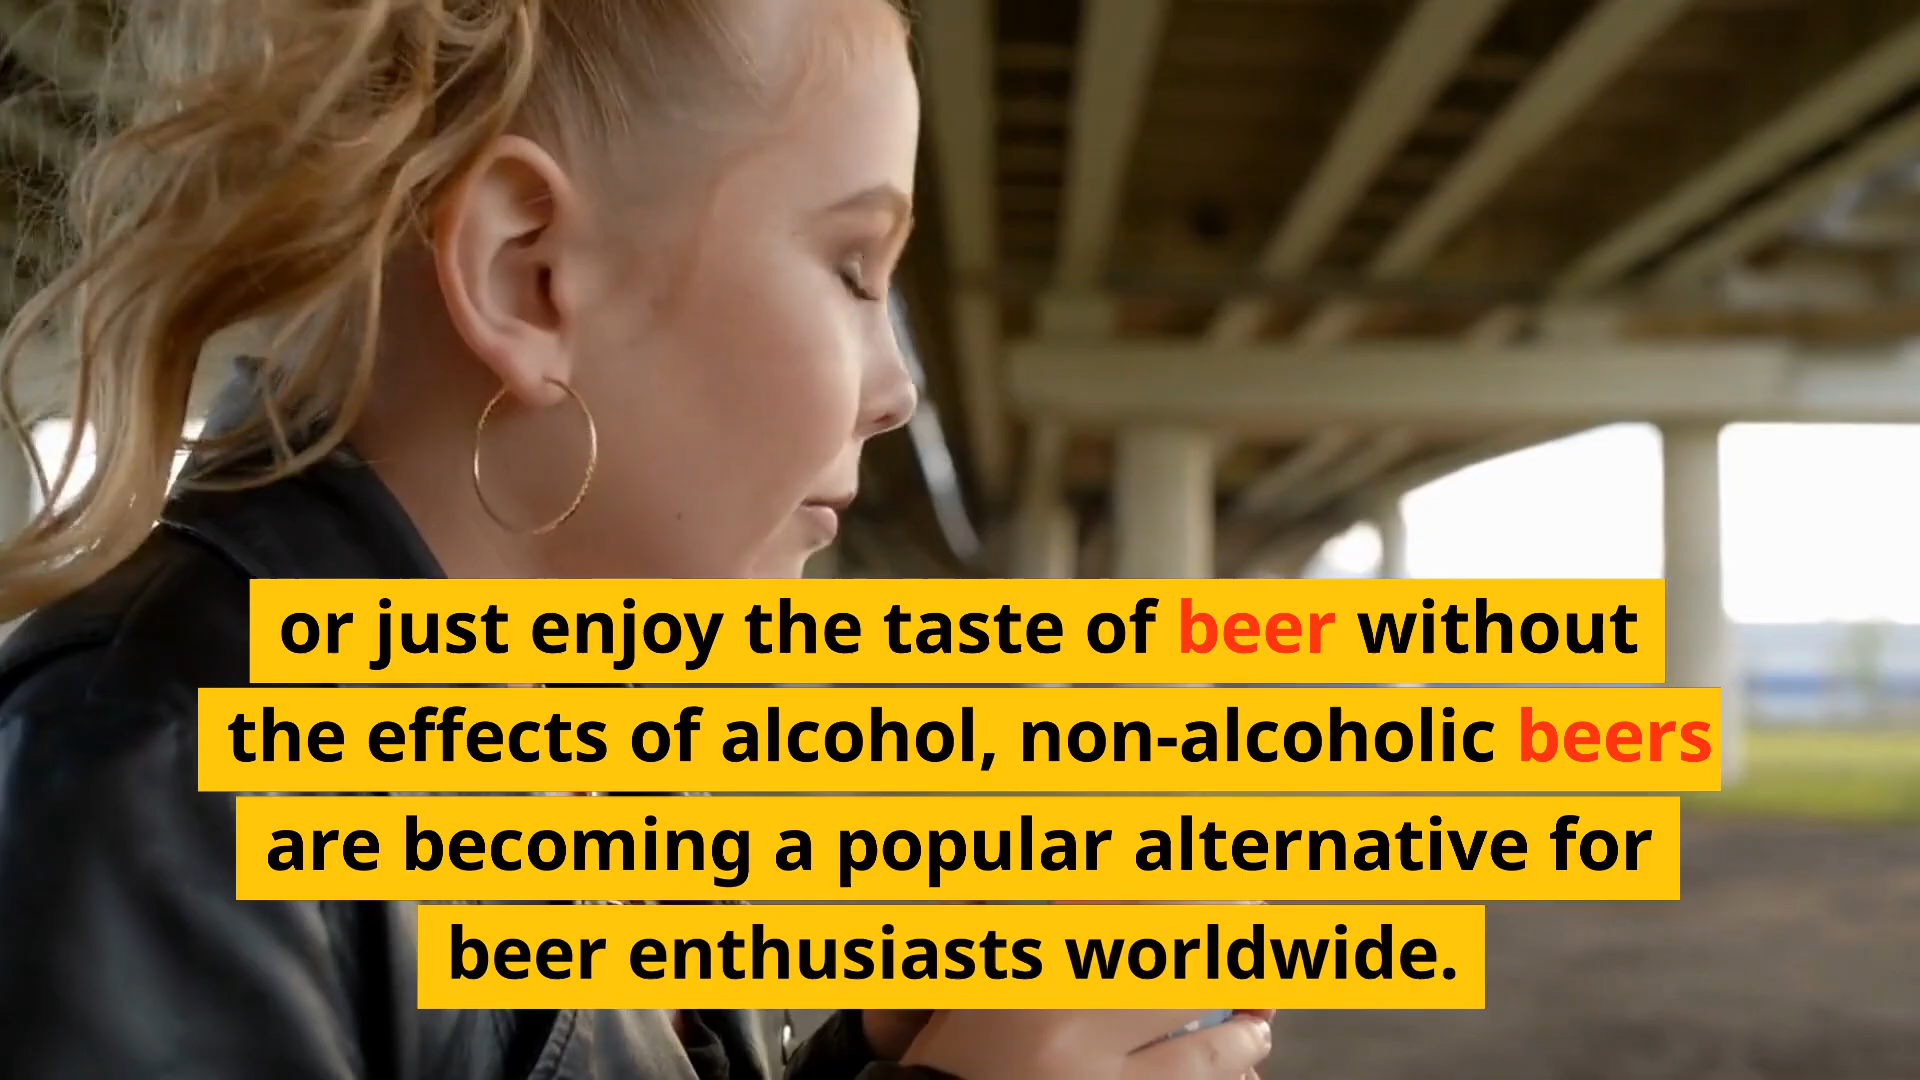 or just enjoy the taste of beer without
the effects of alcohol, non-alcoholic beers
are becoming a popular alternative for
beer enthusiasts worldwide.